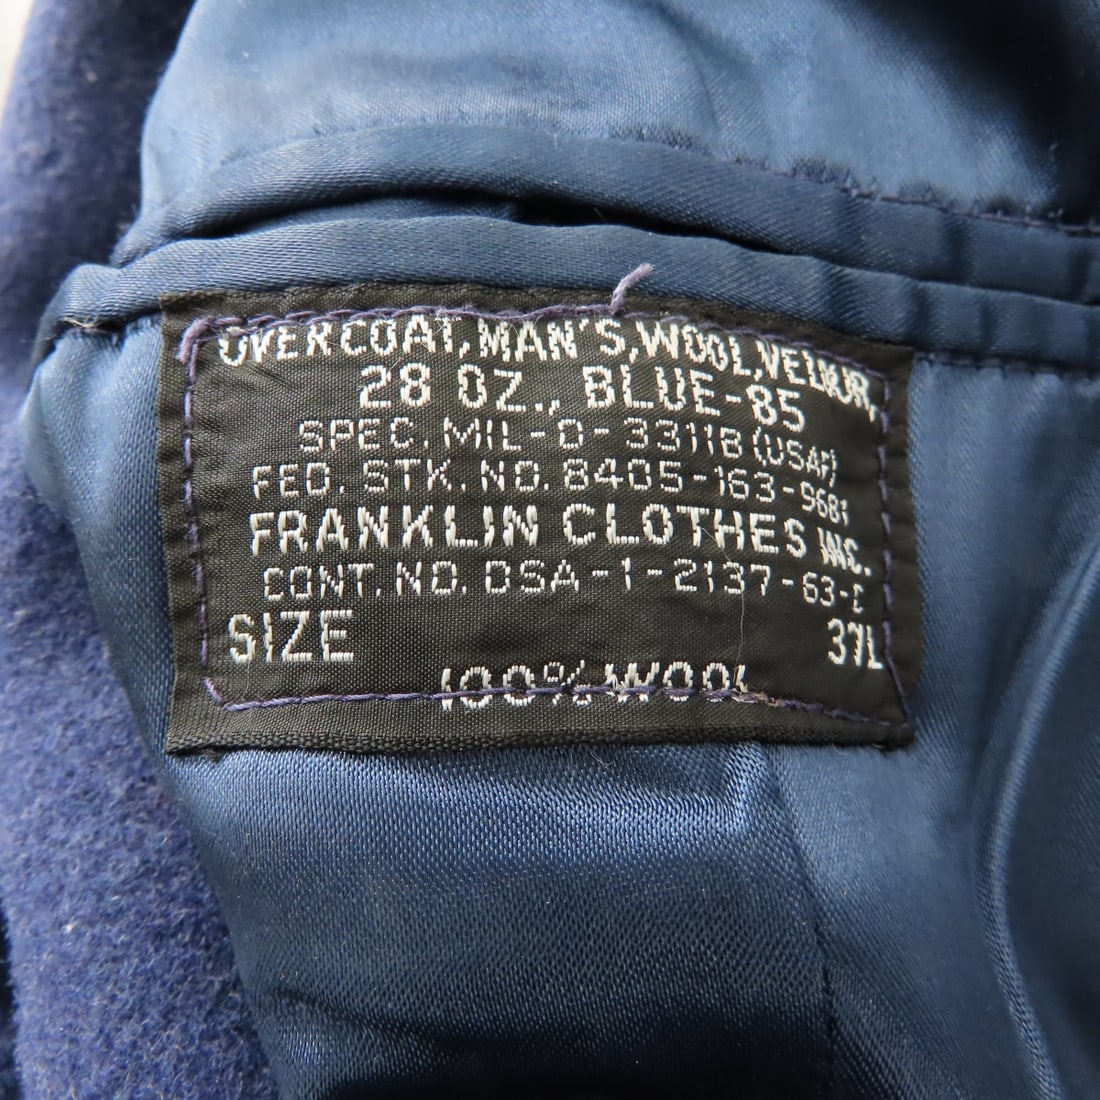 OVERCOAT, MAN'S, WOOL, VELOUR,
28 OZ., BLUE-85
SPEC. MIL-O-3311B (USAF)
FED. STK. NO. 8405-163-9681
FRANKLIN CLOTHES INC.
CONT. NO. DSA-1-2137-63-C
SIZE 37L
100% WOOL